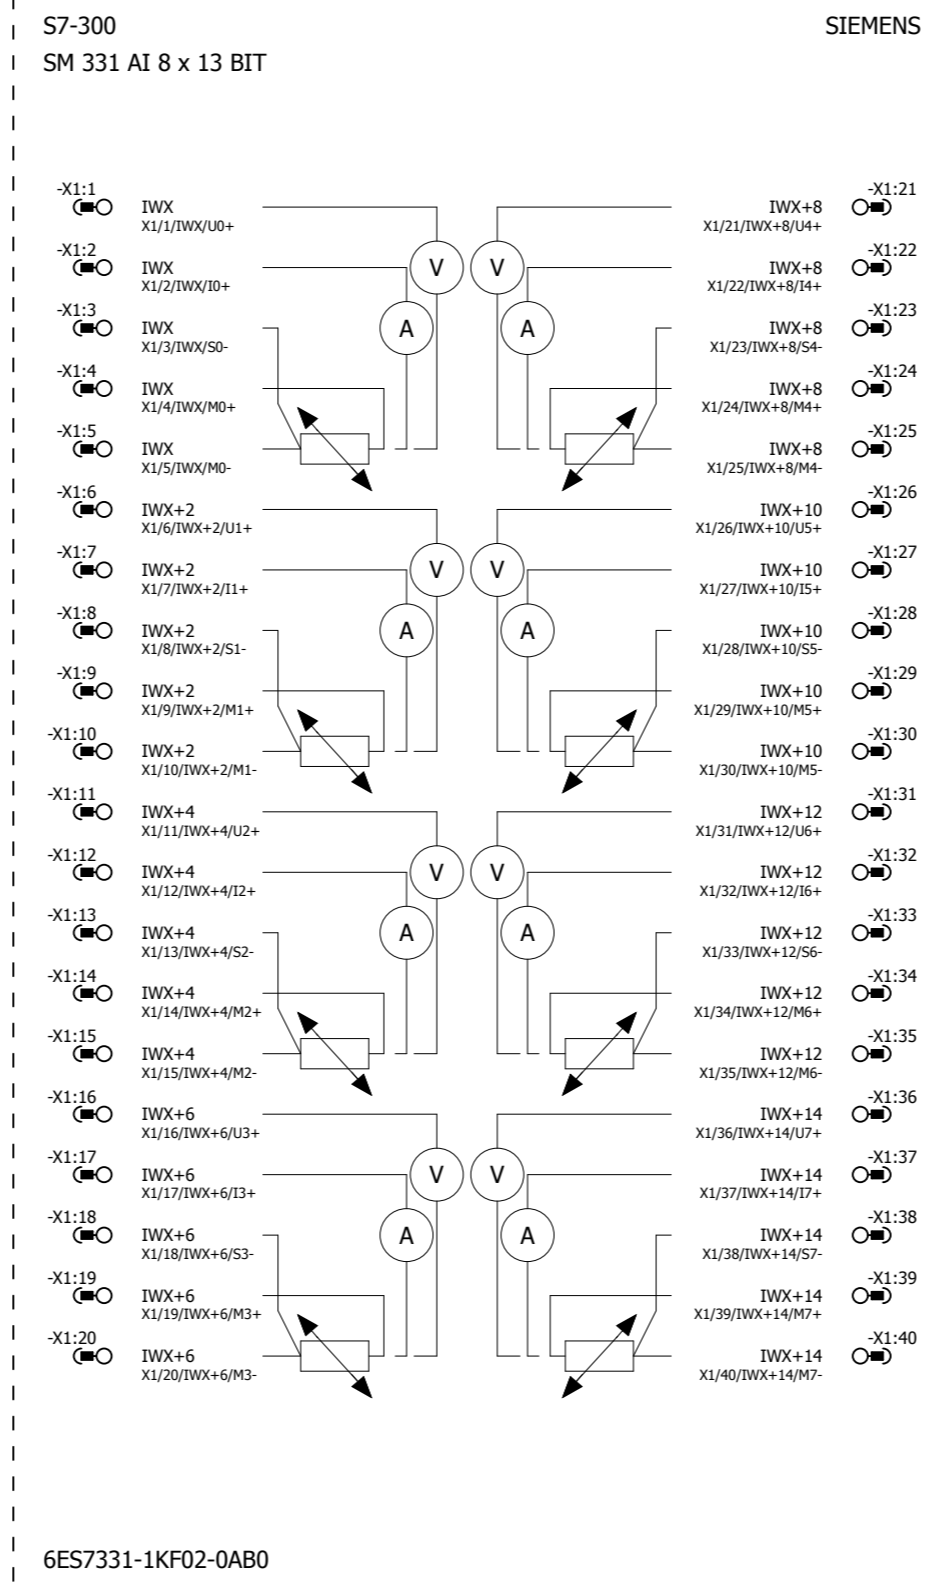 S7-300 SIEMENS
SM 331 AI 8 x 13 BIT
-X1:1
IWX
X1/1/IWX/U0+
-X1:2
IWX
X1/2/IWX/I0+
-X1:3
IWX
X1/3/IWX/S0-
-X1:4
IWX
X1/4/IWX/M0+
-X1:5
IWX
X1/5/IWX/M0-
V
A
-X1:6
IWX+2
X1/6/IWX+2/U1+
-X1:7
IWX+2
X1/7/IWX+2/I1+
-X1:8
IWX+2
X1/8/IWX+2/S1-
-X1:9
IWX+2
X1/9/IWX+2/M1+
-X1:10
IWX+2
X1/10/IWX+2/M1-
V
A
-X1:11
IWX+4
X1/11/IWX+4/U2+
-X1:12
IWX+4
X1/12/IWX+4/I2+
-X1:13
IWX+4
X1/13/IWX+4/S2-
-X1:14
IWX+4
X1/14/IWX+4/M2+
-X1:15
IWX+4
X1/15/IWX+4/M2-
V
A
-X1:16
IWX+6
X1/16/IWX+6/U3+
-X1:17
IWX+6
X1/17/IWX+6/I3+
-X1:18
IWX+6
X1/18/IWX+6/S3-
-X1:19
IWX+6
X1/19/IWX+6/M3+
-X1:20
IWX+6
X1/20/IWX+6/M3-
V
A
-X1:21
IWX+8
X1/21/IWX+8/U4+
-X1:22
IWX+8
X1/22/IWX+8/I4+
-X1:23
IWX+8
X1/23/IWX+8/S4-
-X1:24
IWX+8
X1/24/IWX+8/M4+
-X1:25
IWX+8
X1/25/IWX+8/M4-
V
A
-X1:26
IWX+10
X1/26/IWX+10/U5+
-X1:27
IWX+10
X1/27/IWX+10/I5+
-X1:28
IWX+10
X1/28/IWX+10/S5-
-X1:29
IWX+10
X1/29/IWX+10/M5+
-X1:30
IWX+10
X1/30/IWX+10/M5-
V
A
-X1:31
IWX+12
X1/31/IWX+12/U6+
-X1:32
IWX+12
X1/32/IWX+12/I6+
-X1:33
IWX+12
X1/33/IWX+12/S6-
-X1:34
IWX+12
X1/34/IWX+12/M6+
-X1:35
IWX+12
X1/35/IWX+12/M6-
V
A
-X1:36
IWX+14
X1/36/IWX+14/U7+
-X1:37
IWX+14
X1/37/IWX+14/I7+
-X1:38
IWX+14
X1/38/IWX+14/S7-
-X1:39
IWX+14
X1/39/IWX+14/M7+
-X1:40
IWX+14
X1/40/IWX+14/M7-
V
A
6ES7331-1KF02-0AB0